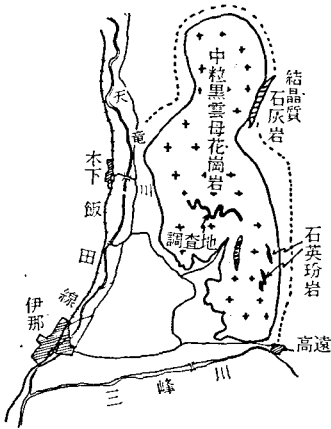 中粒黒雲母花崗岩
結晶質
石灰岩
天竜川
木下
飯田線
調査地
石英玢岩
伊那
高遠
三峰川